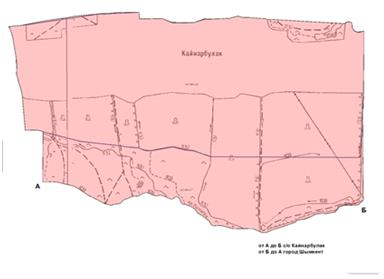 Кайнарбулак
А
Б
от А до Б с/о Кайнарбулак
от Б до А город Шымкент